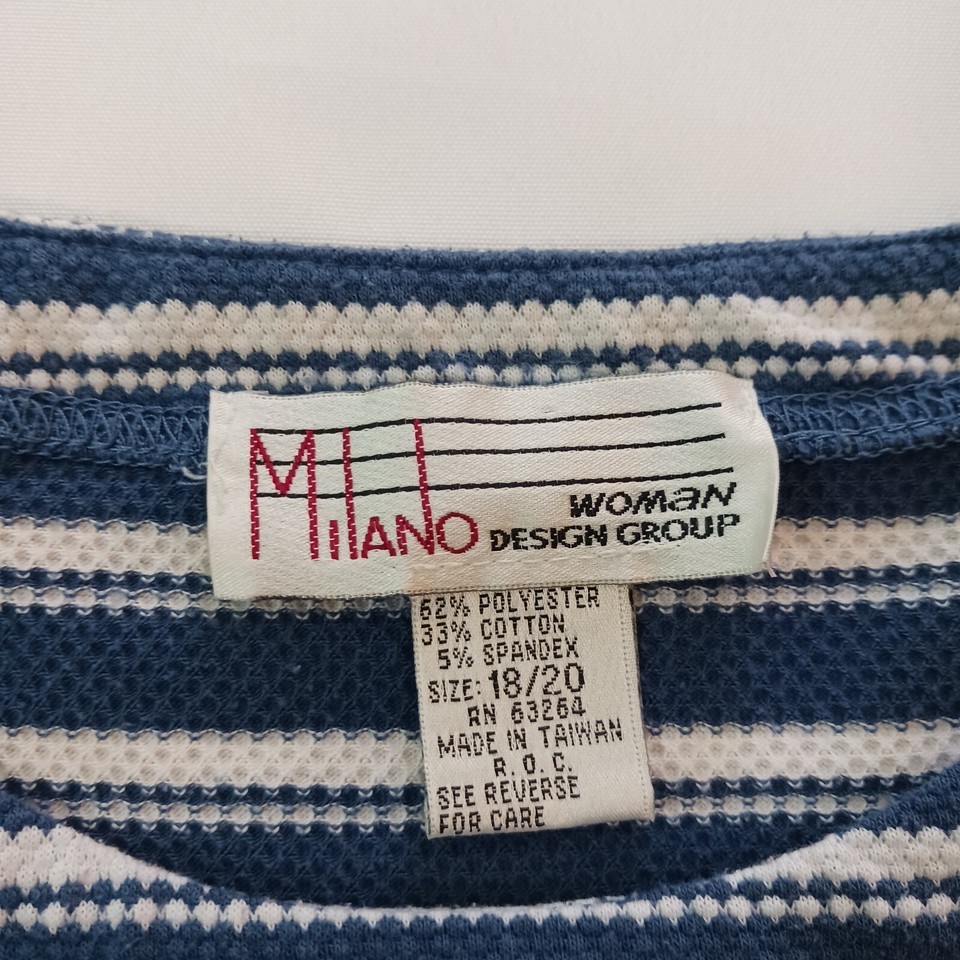 MilANO WOMaN
DESIGN GROUP
62% POLYESTER
33% COTTON
5% SPANDEX
SIZE: 18/20
RN 63264
MADE IN TAIWAN
R.O.C.
SEE REVERSE
FOR CARE